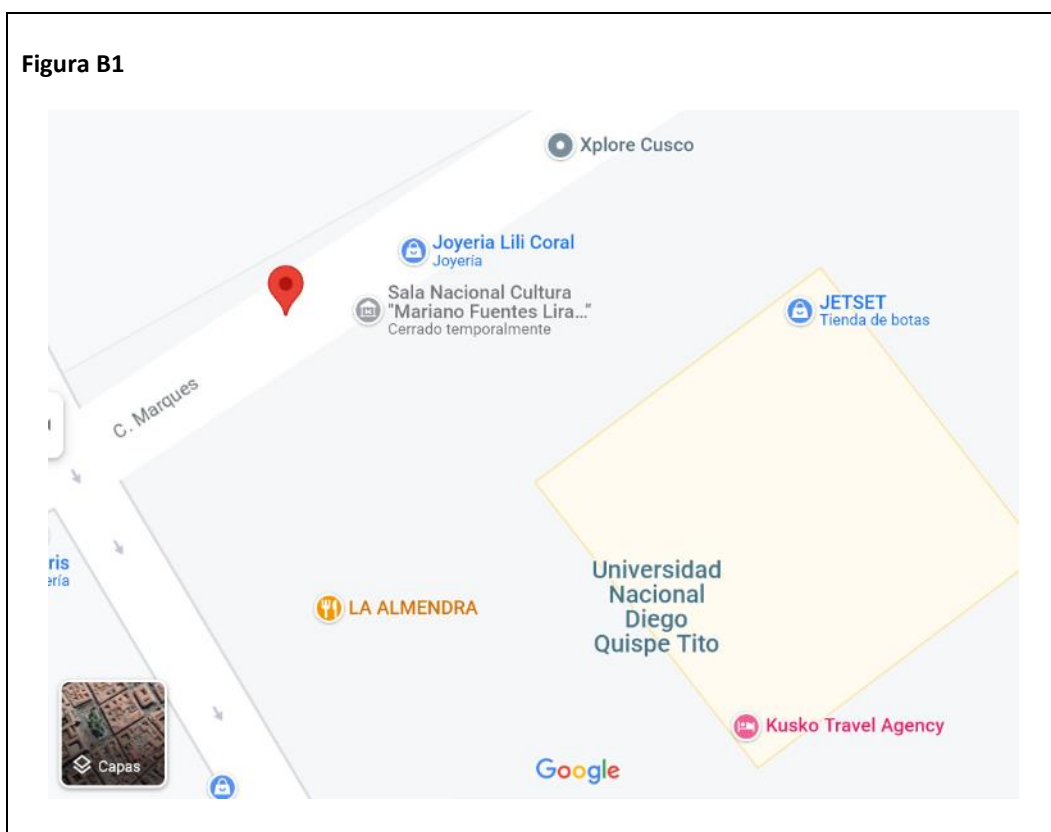 Figura B1
Xplore Cusco
Joyeria Lili Coral
Joyería
Sala Nacional Cultura
"Mariano Fuentes Lira..."
Cerrado temporalmente
JETSET
Tienda de botas
C. Marques
ris
ería
LA ALMENDRA
Universidad
Nacional
Diego
Quispe Tito
Kusko Travel Agency
Capas
Google